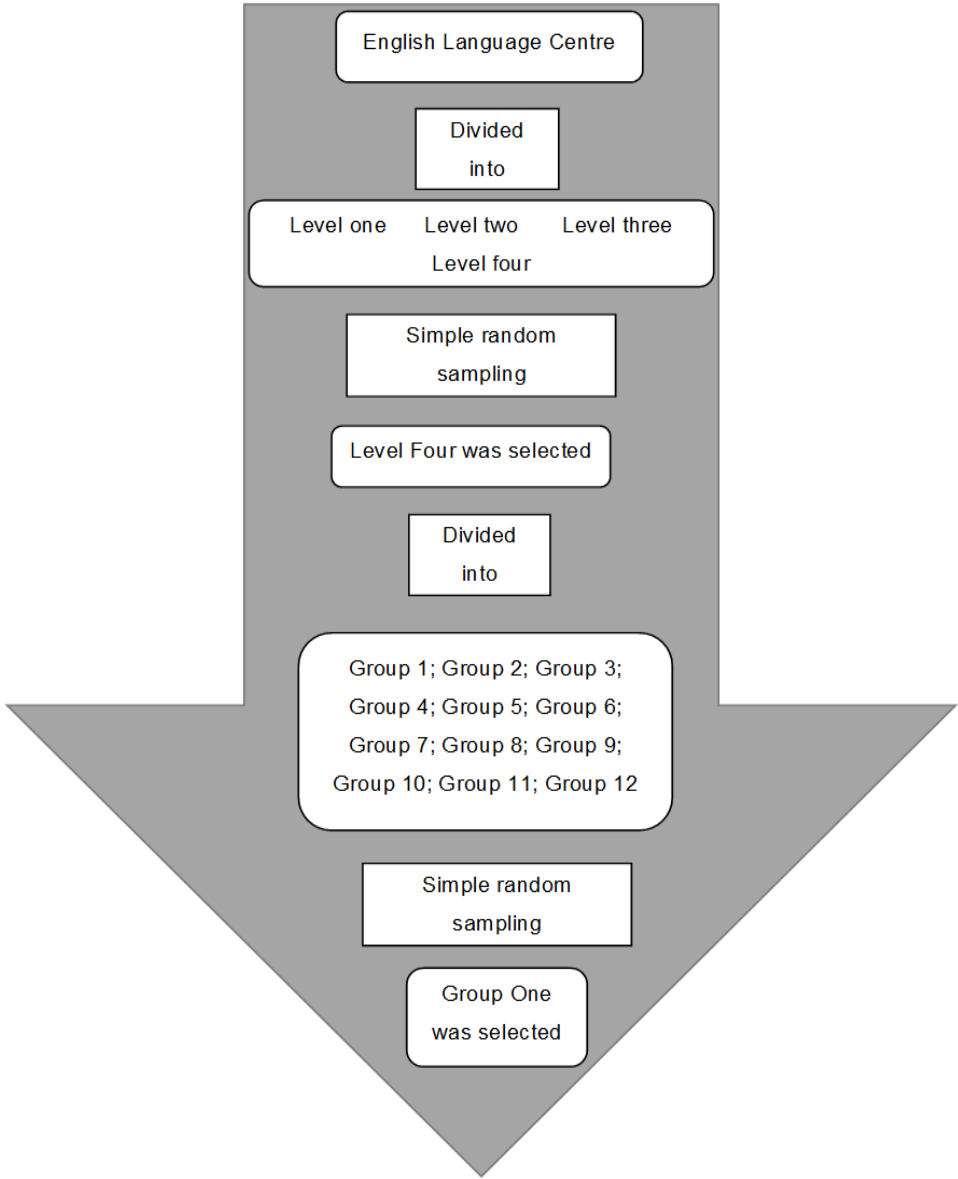 English Language Centre
Divided
into
Level one Level two Level three
Level four
Simple random
sampling
Level Four was selected
Divided
into
Group 1; Group 2; Group 3;
Group 4; Group 5; Group 6;
Group 7; Group 8; Group 9;
Group 10; Group 11; Group 12
Simple random
sampling
Group One
was selected